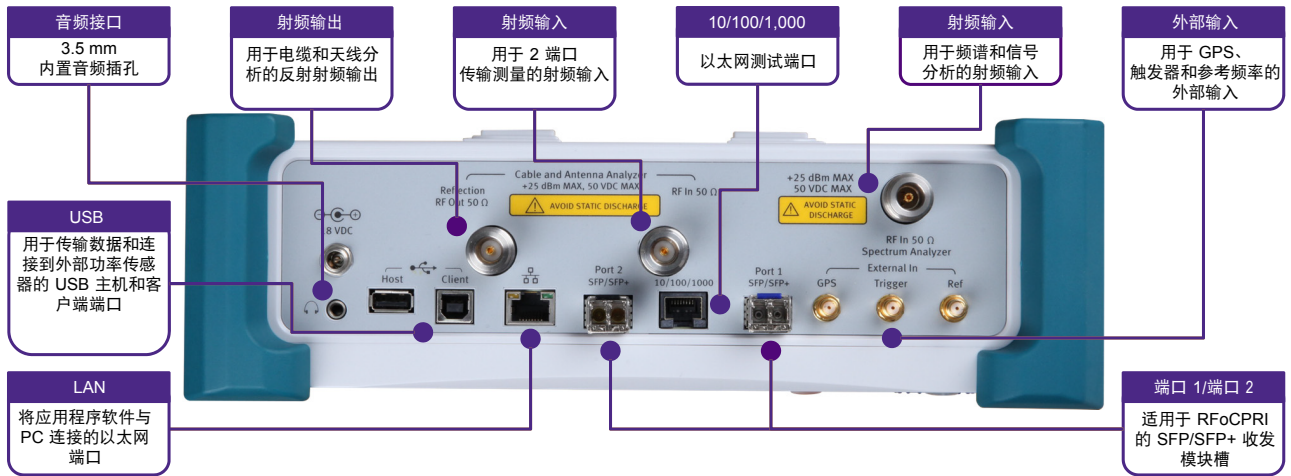 音频接口
3.5 mm
内置音频插孔
射频输出
用于电缆和天线分
析的反射射频输出
射频输入
用于 2 端口
传输测量的射频输入
10/100/1,000
以太网测试端口
射频输入
用于频谱和信号
分析的射频输入
外部输入
用于 GPS、
触发器和参考频率的
外部输入
USB
用于传输数据和连
接到外部功率传感
器的 USB 主机和客
户端端口
LAN
将应用程序软件与
PC 连接的以太网
端口
端口 1/端口 2
适用于 RFoCPRI
的 SFP/SFP+ 收发
模块槽
Cable and Antenna Analyzer
+25 dBm MAX, 50 VDC MAX
Reflection
RF Out 50 Ω
AVOID STATIC DISCHARGE
RF In 50 Ω
+25 dBm MAX
50 VDC MAX
AVOID STATIC
DISCHARGE
RF In 50 Ω
Spectrum Analyzer
External In
GPS
Trigger
Ref
8 VDC
Host
Client
Port 2
SFP/SFP+
10/100/1000
Port 1
SFP/SFP+